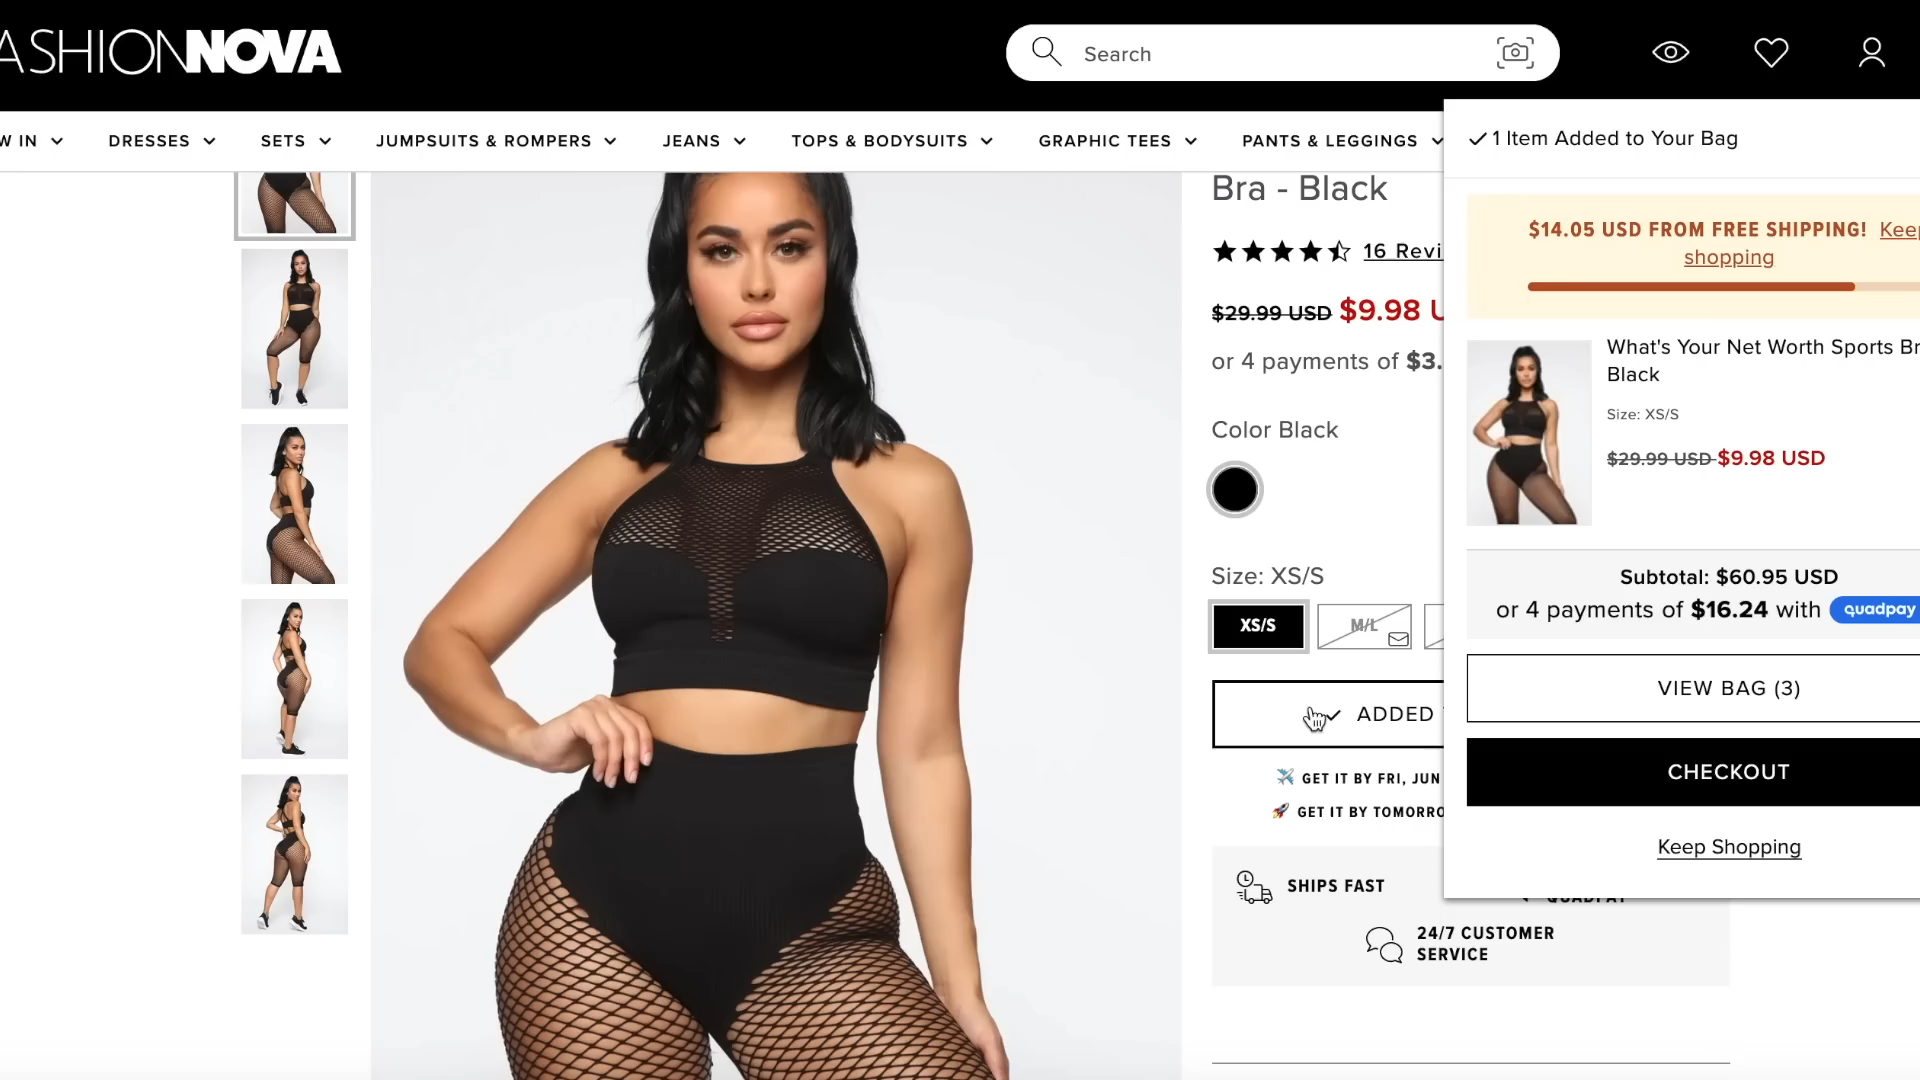 ASHIONNOVA
Search
W IN
DRESSES
SETS
JUMPSUITS & ROMPERS
JEANS
TOPS & BODYSUITS
GRAPHIC TEES
PANTS & LEGGINGS
Bra - Black
16 Revi
$29.99 USD $9.98 U
or 4 payments of $3.
Color Black
Size: XS/S
XS/S
M/L
ADDED
GET IT BY FRI, JUN
GET IT BY TOMORRO
SHIPS FAST
QUADPAY
24/7 CUSTOMER
SERVICE
1 Item Added to Your Bag
$14.05 USD FROM FREE SHIPPING! Keep
shopping
What's Your Net Worth Sports Br
Black
Size: XS/S
$29.99 USD $9.98 USD
Subtotal: $60.95 USD
or 4 payments of $16.24 with quadpay
VIEW BAG (3)
CHECKOUT
Keep Shopping